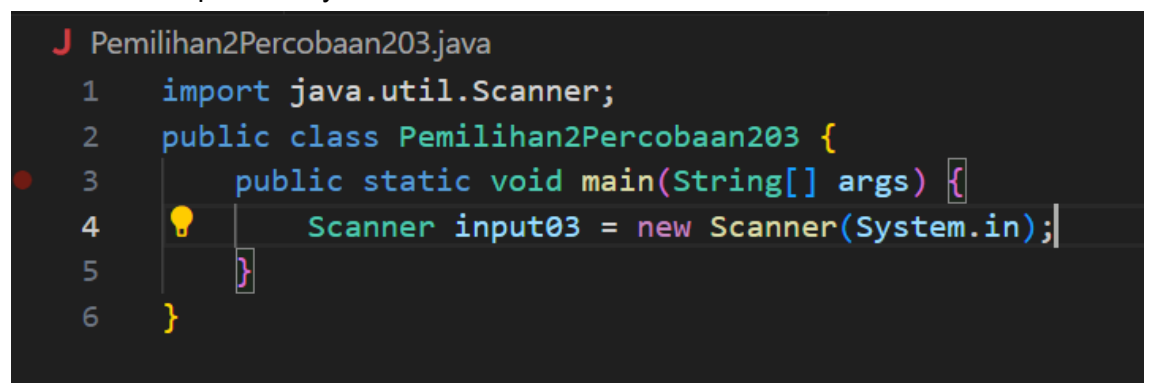 J Pemilihan2Percobaan203.java
1 import java.util.Scanner;
2 public class Pemilihan2Percobaan203 {
3 public static void main(String[] args) {
4 Scanner input03 = new Scanner(System.in);
5 }
6 }